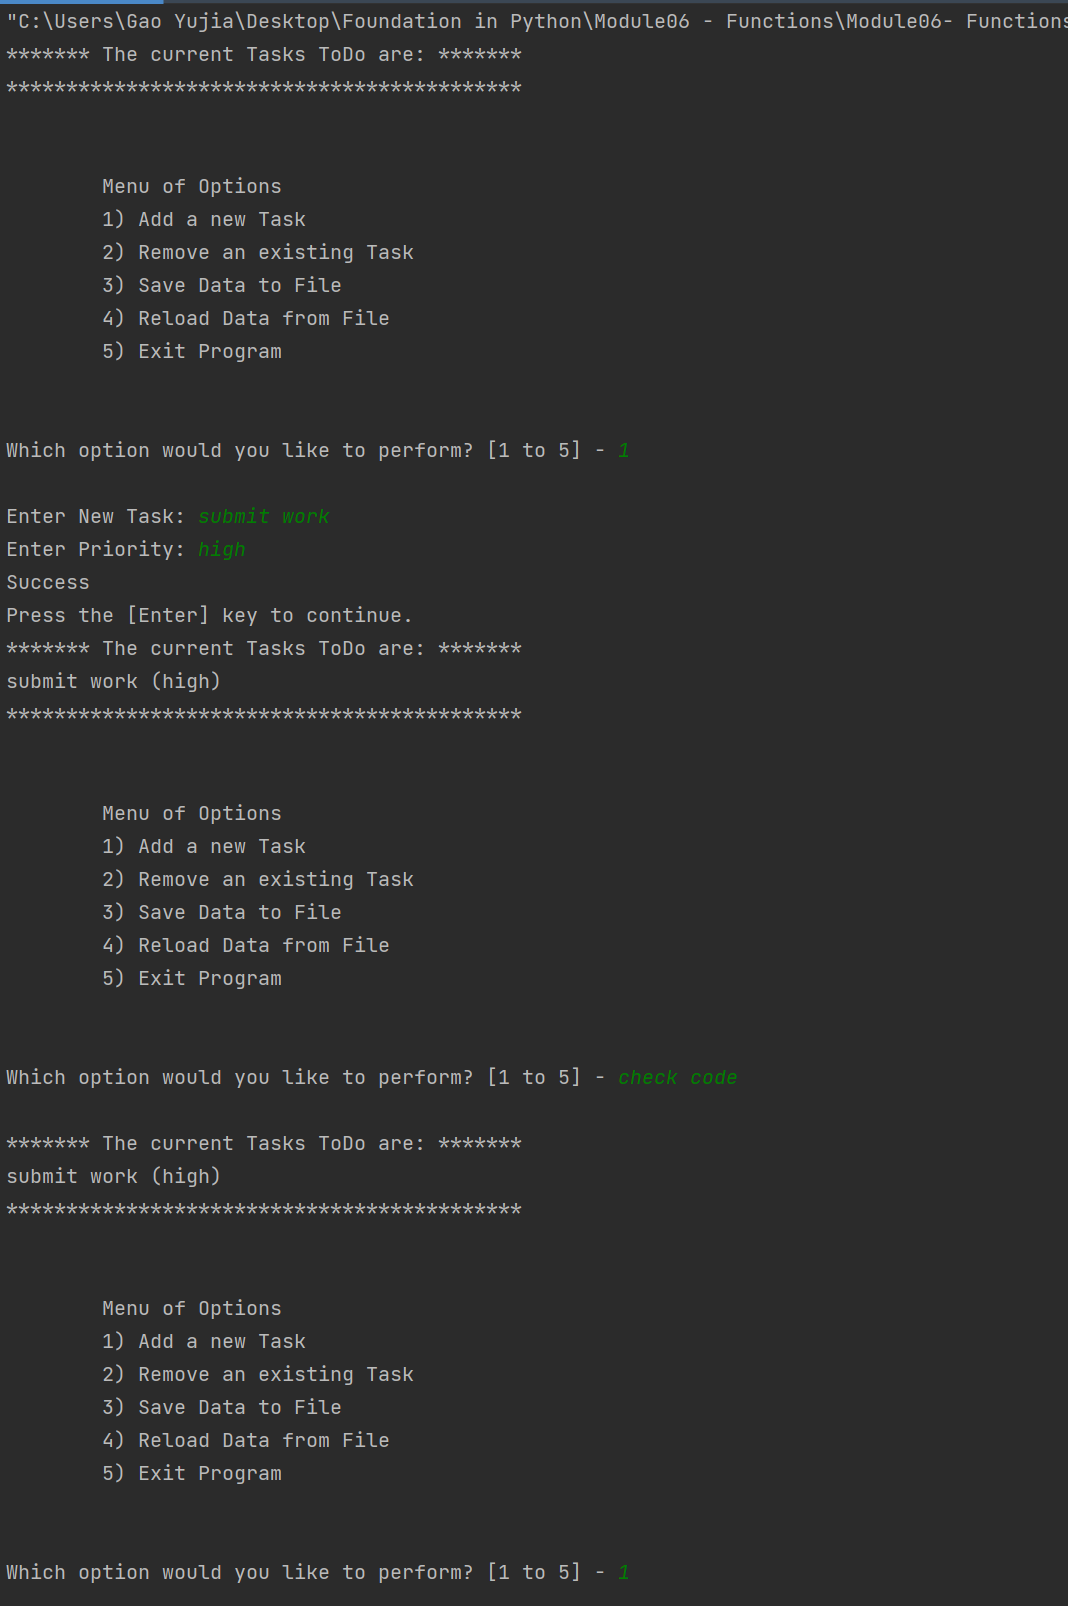 "C:\Users\Gao Yujia\Desktop\Foundation in Python\Module06 - Functions\Module06- Functions
******* The current Tasks ToDo are: *******
*******************************************
Menu of Options
1) Add a new Task
2) Remove an existing Task
3) Save Data to File
4) Reload Data from File
5) Exit Program
Which option would you like to perform? [1 to 5] - 1
Enter New Task: submit work
Enter Priority: high
Success
Press the [Enter] key to continue.
******* The current Tasks ToDo are: *******
submit work (high)
*******************************************
Menu of Options
1) Add a new Task
2) Remove an existing Task
3) Save Data to File
4) Reload Data from File
5) Exit Program
Which option would you like to perform? [1 to 5] - check code
******* The current Tasks ToDo are: *******
submit work (high)
*******************************************
Menu of Options
1) Add a new Task
2) Remove an existing Task
3) Save Data to File
4) Reload Data from File
5) Exit Program
Which option would you like to perform? [1 to 5] - 1